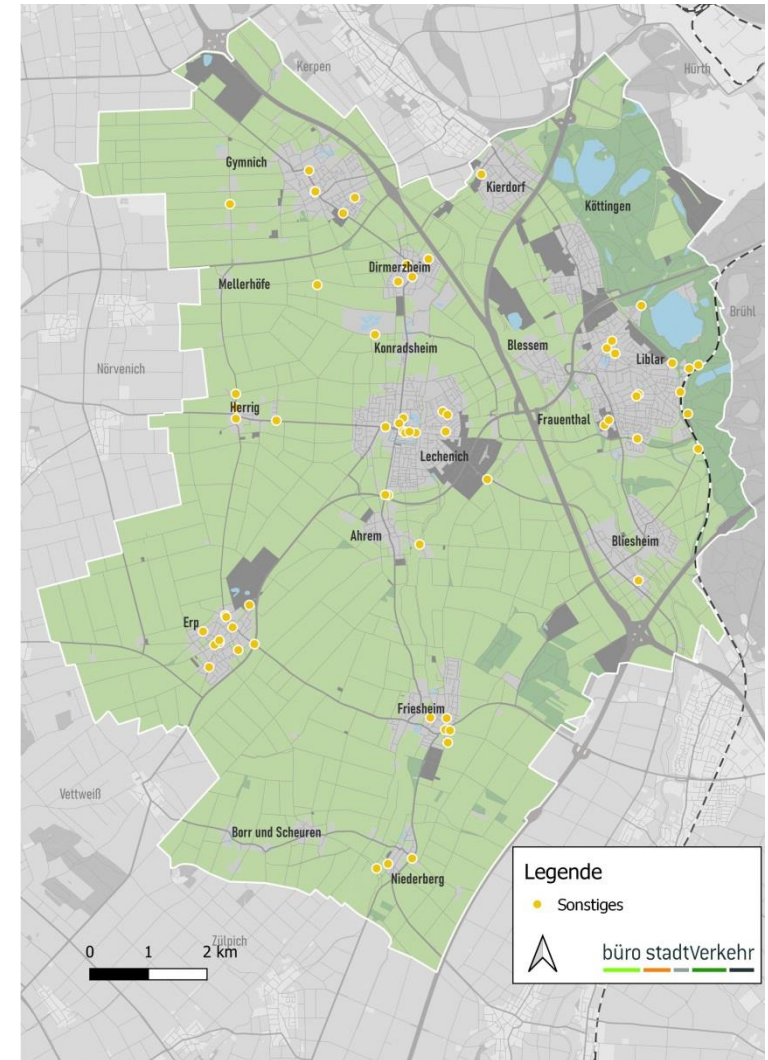 Kerpen
Hürth
Gymnich
Kierdorf
Köttingen
Dirmerzheim
Mellerhöfe
Brühl
Konradsheim
Blessem
Liblar
Nörvenich
Herrig
Frauenthal
Lechenich
Ahrem
Bliesheim
Erp
Friesheim
Vettweiß
Borr und Scheuren
Niederberg
Zülpich
0 1 2 km
Legende
Sonstiges
büro stadtVerkehr